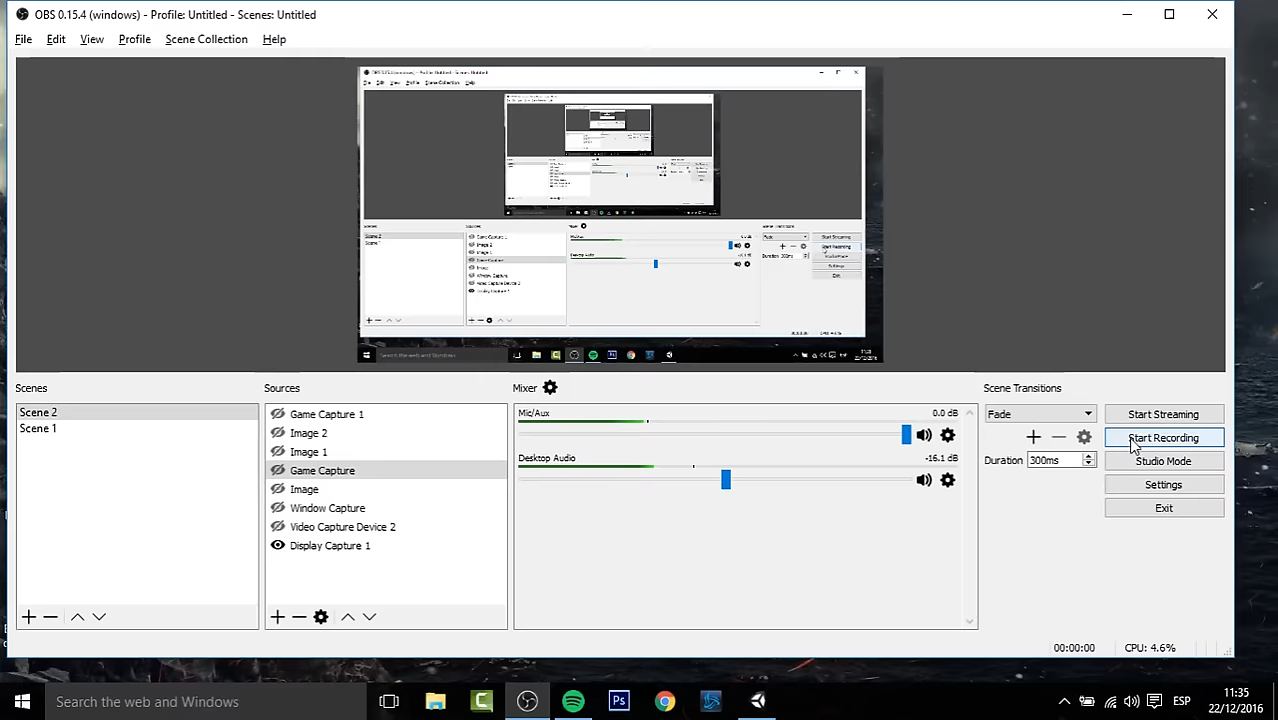 OBS 0.15.4 (windows) - Profile: Untitled - Scenes: Untitled
File Edit View Profile Scene Collection Help
Scenes
Scene 2
Scene 1
Sources
Game Capture 1
Image 2
Image 1
Game Capture
Image
Window Capture
Video Capture Device 2
Display Capture 1
Mixer
Mic/Aux 0.0 dB
Desktop Audio -16.1 dB
Scene Transitions
Fade
Duration 300ms
Start Streaming
Start Recording
Studio Mode
Settings
Exit
00:00:00 CPU: 4.6%
Search the web and Windows
Ps
ESP
11:35
22/12/2016